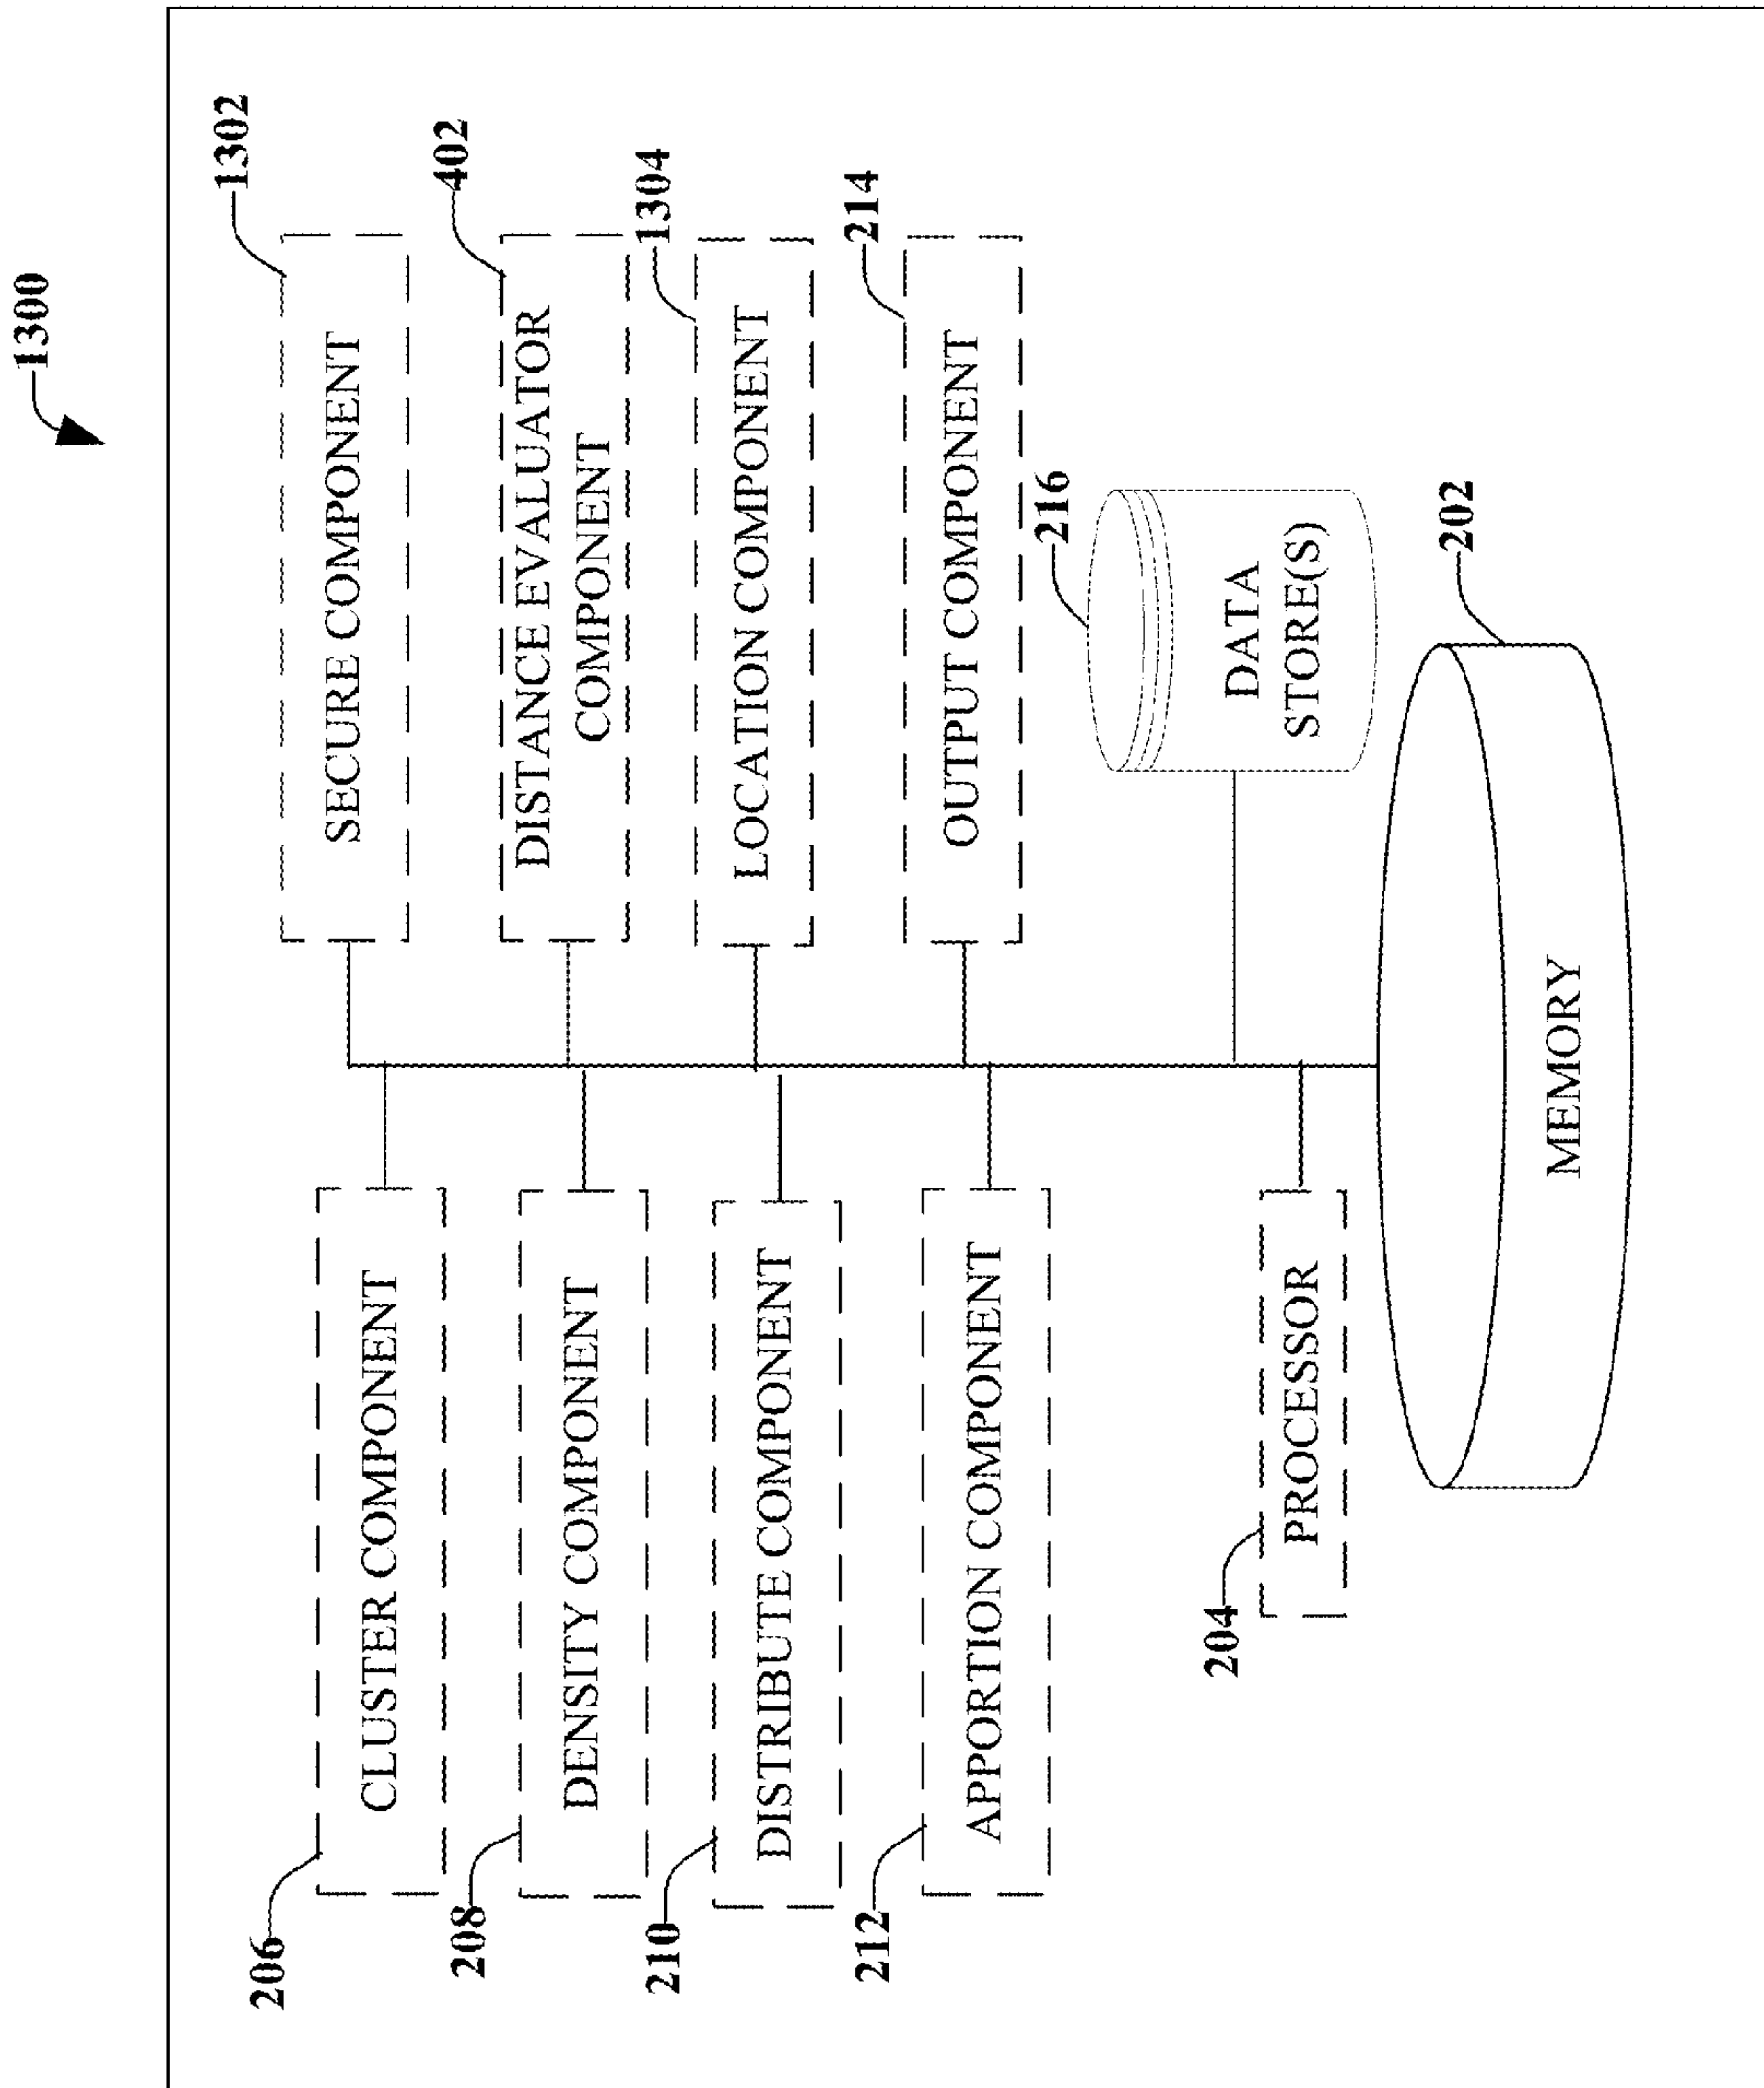 1300
1302
SECURE COMPONENT
402
DISTANCE EVALUATOR
COMPONENT
1304
LOCATION COMPONENT
214
OUTPUT COMPONENT
216
DATA
STORE(S)
202
MEMORY
206
CLUSTER COMPONENT
208
DENSITY COMPONENT
210
DISTRIBUTE COMPONENT
212
APPORTION COMPONENT
204
PROCESSOR